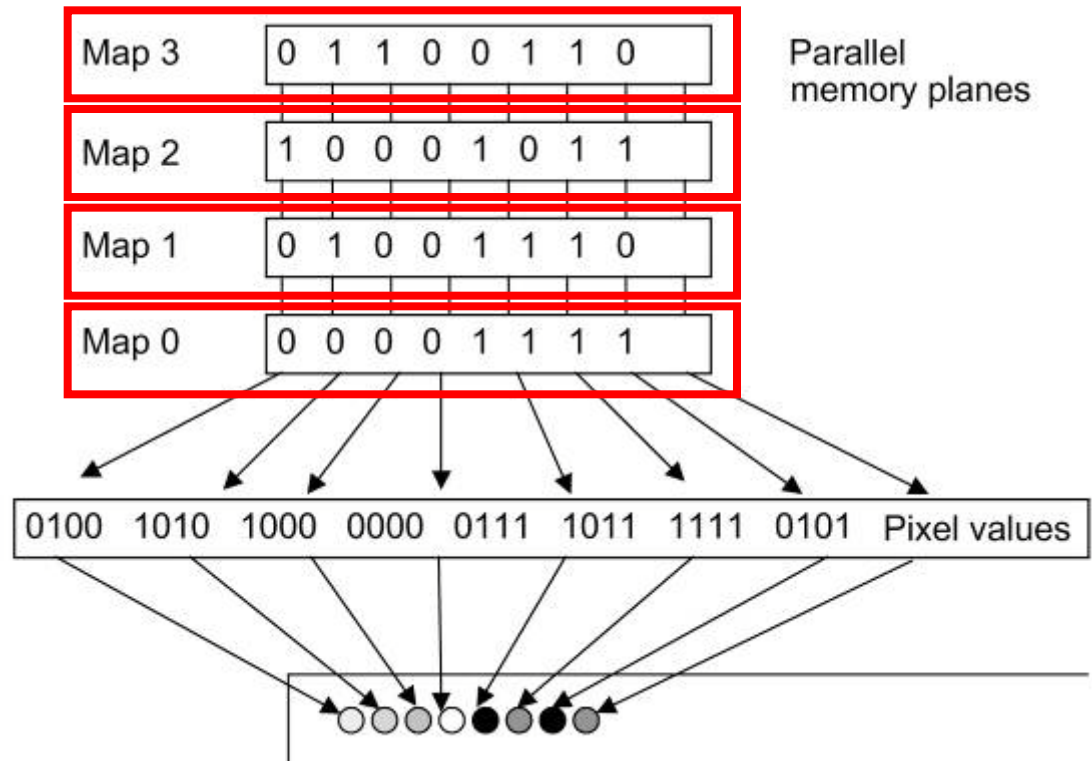 Map 3 0 1 1 0 0 1 1 0 Parallel
memory planes
Map 2 1 0 0 0 1 0 1 1
Map 1 0 1 0 0 1 1 1 0
Map 0 0 0 0 0 1 1 1 1
0100 1010 1000 0000 0111 1011 1111 0101 Pixel values